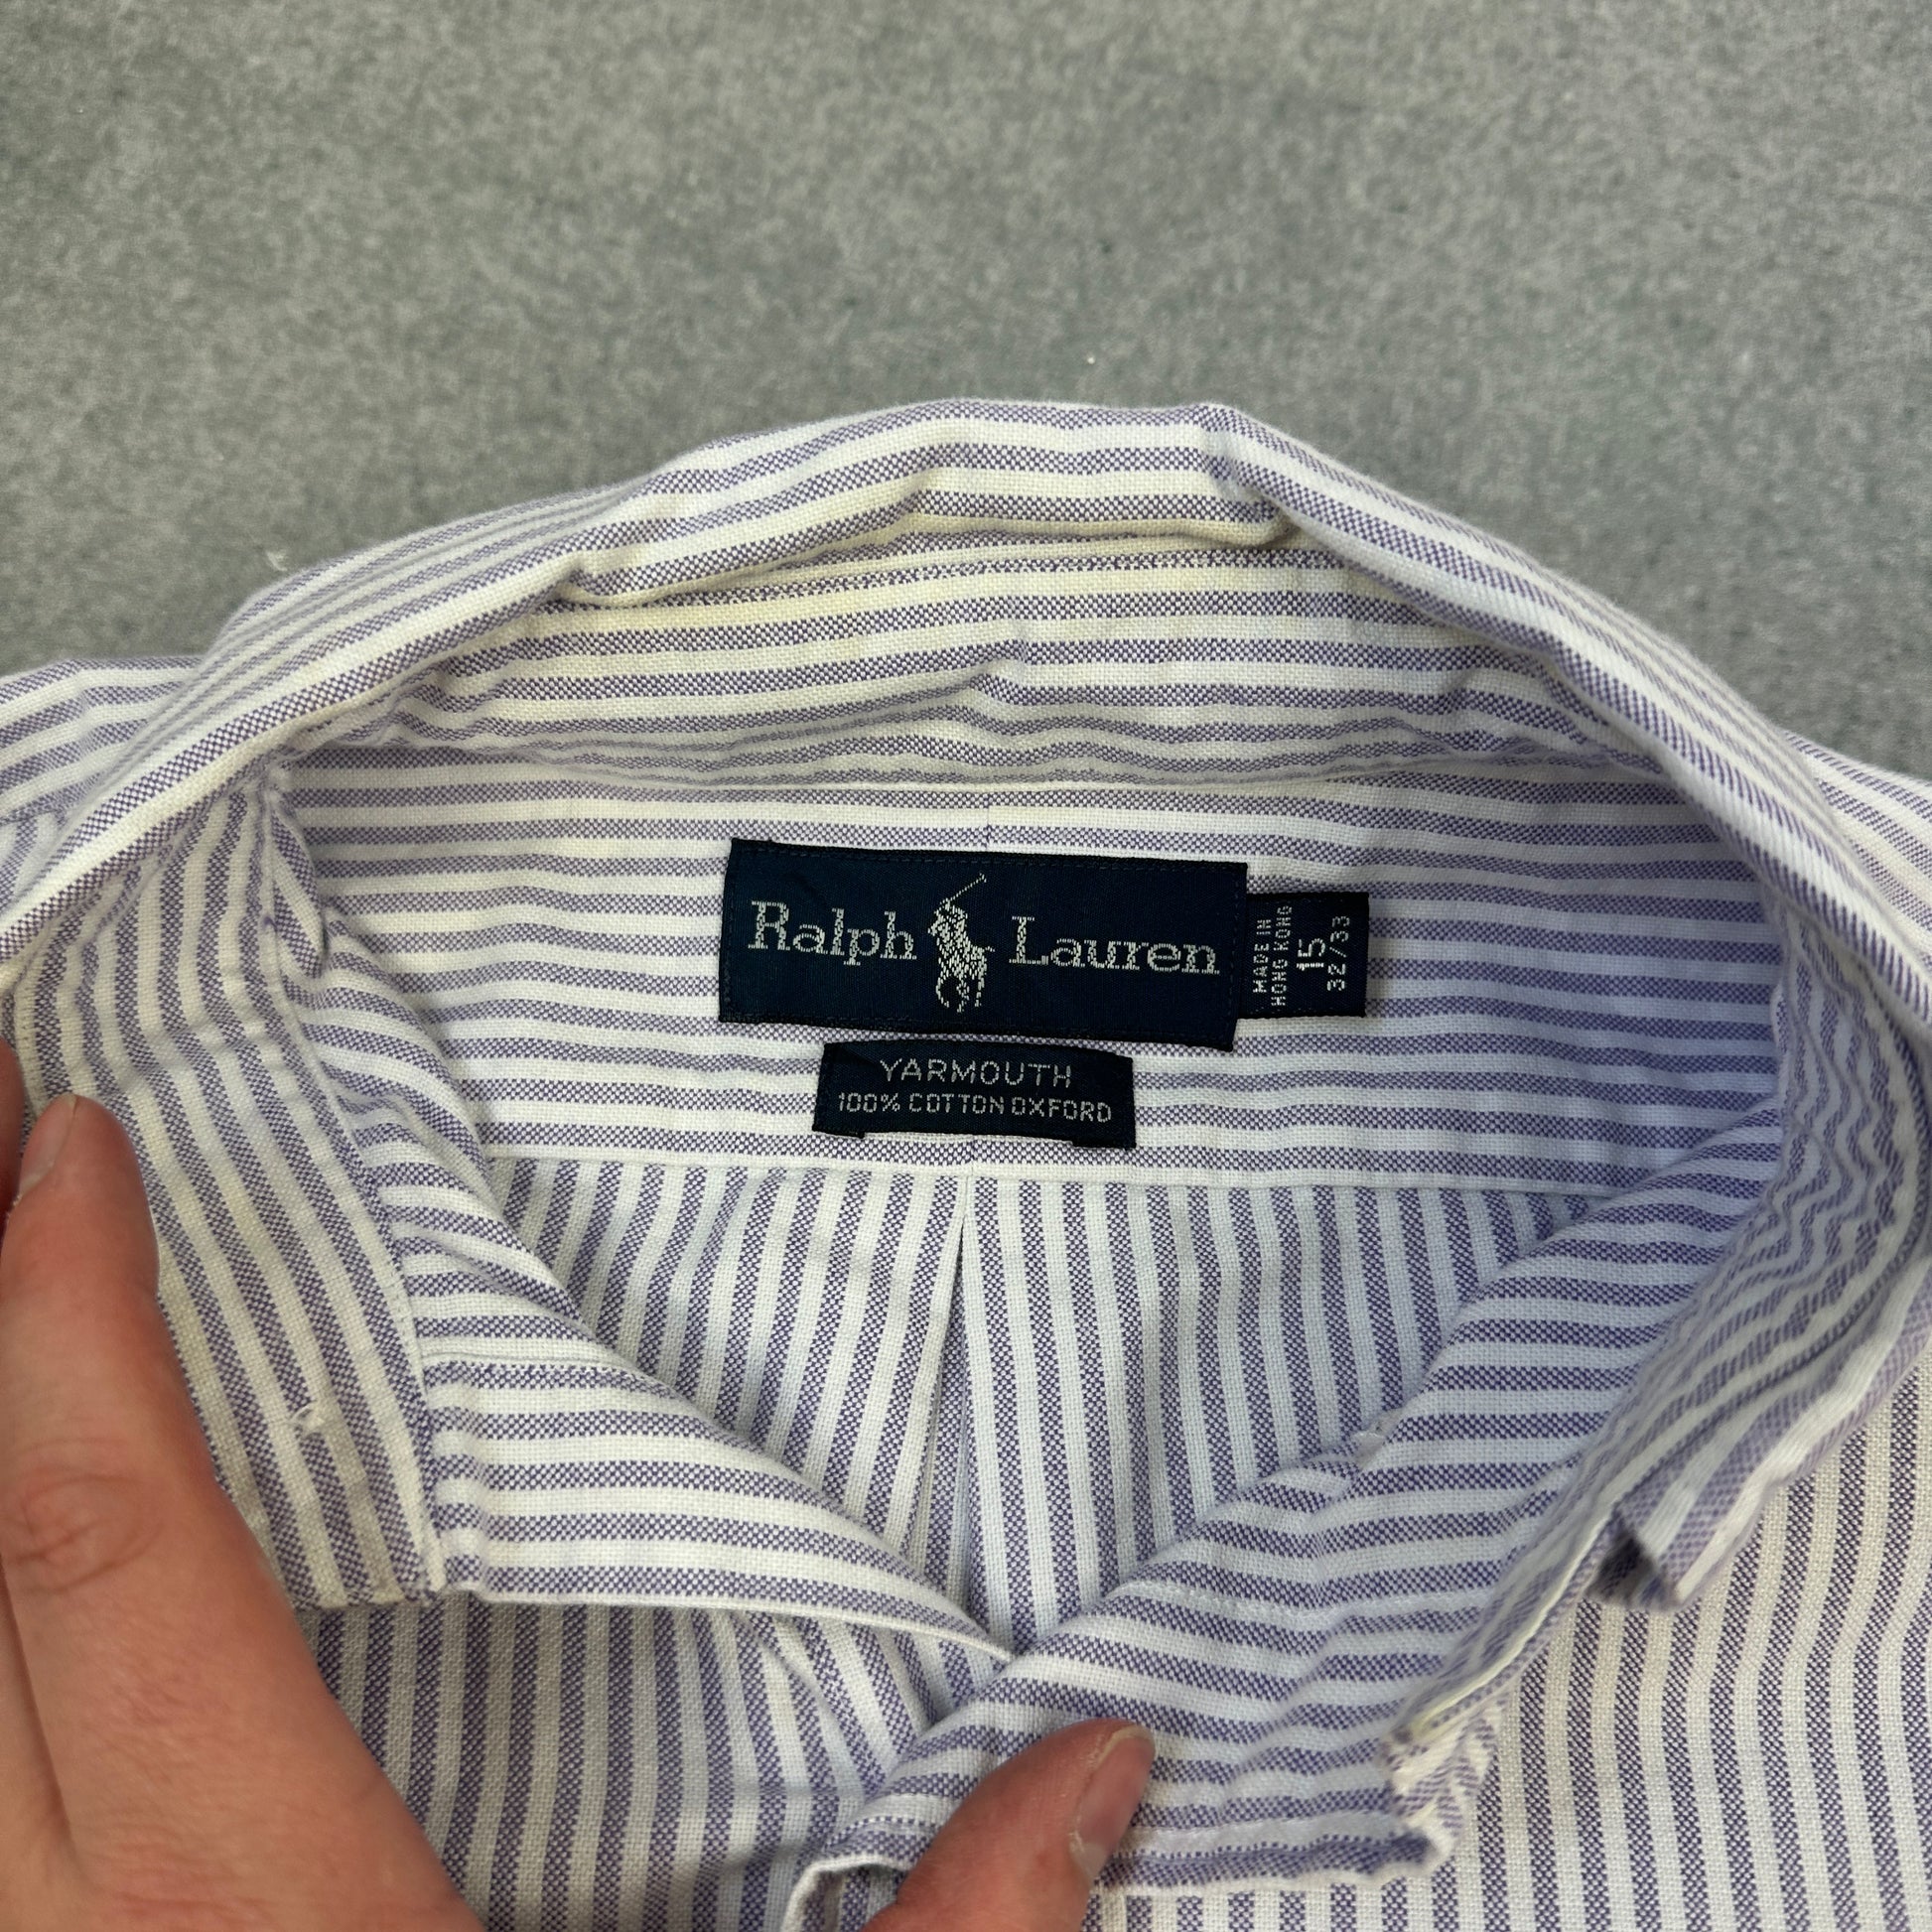 Ralph Lauren
MADE IN
HONG KONG
15
32/33
YARMOUTH
100% COTTON OXFORD